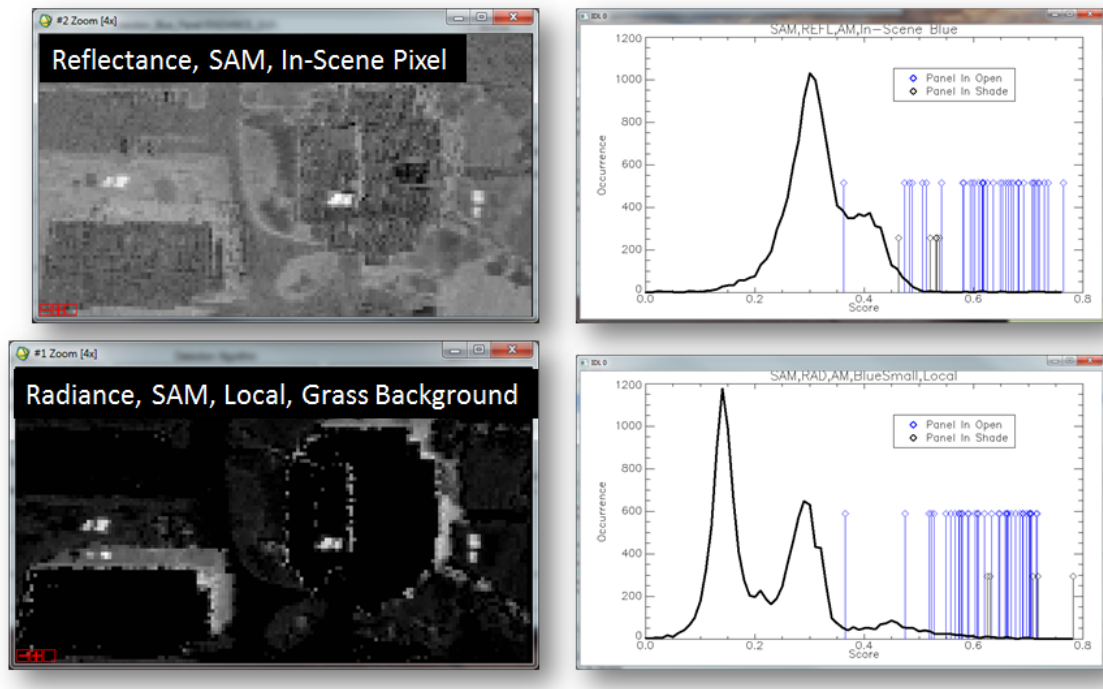 #2 Zoom [4x]
Reflectance, SAM, In-Scene Pixel
IDL 0
SAM,REFL,AM,In-Scene Blue
Panel In Open
Panel In Shade
Occurrence
1200
1000
800
600
400
200
0
0.0 0.2 0.4 0.6 0.8
Score
#1 Zoom [4x]
Radiance, SAM, Local, Grass Background
IDL 0
SAM,RAD,AM,BlueSmall,Local
Panel In Open
Panel In Shade
Occurrence
1200
1000
800
600
400
200
0
0.0 0.2 0.4 0.6 0.8
Score